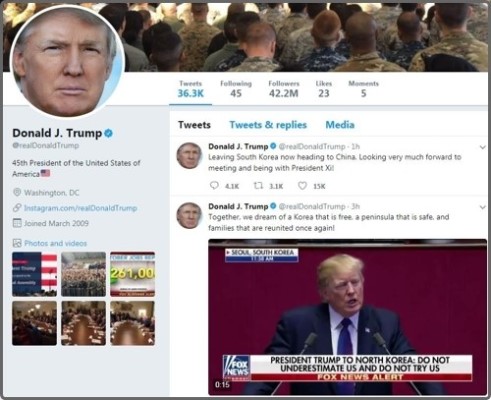 Tweets Following Followers Likes Moments
36.3K 45 42.2M 23 5
Donald J. Trump
@realDonaldTrump
45th President of the United States of
America
Washington, DC
Instagram.com/realDonaldTrump
Joined March 2009
Photos and videos
261,000
Tweets Tweets & replies Media
Donald J. Trump @realDonaldTrump · 1h
Leaving South Korea now heading to China. Looking very much forward to
meeting and being with President Xi!
4.1K 3.1K 15K
Donald J. Trump @realDonaldTrump · 3h
Together, we dream of a Korea that is free, a peninsula that is safe, and
families that are reunited once again!
SEOUL, SOUTH KOREA
11:38 AM
FOX
NEWS
PRESIDENT TRUMP TO NORTH KOREA: DO NOT
UNDERESTIMATE US AND DO NOT TRY US
FOX NEWS ALERT
0:15